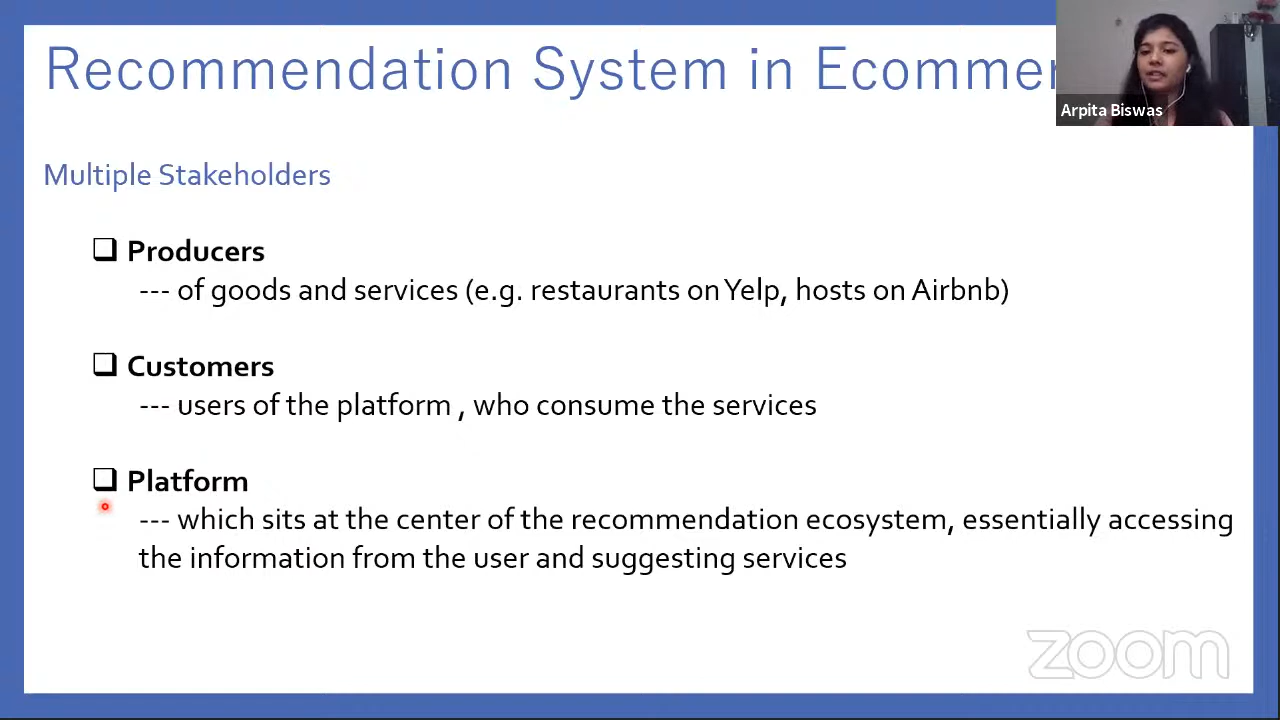 Recommendation System in Ecommer
Arpita Biswas
Multiple Stakeholders
Producers
--- of goods and services (e.g. restaurants on Yelp, hosts on Airbnb)
Customers
--- users of the platform , who consume the services
Platform
--- which sits at the center of the recommendation ecosystem, essentially accessing
the information from the user and suggesting services
zoom